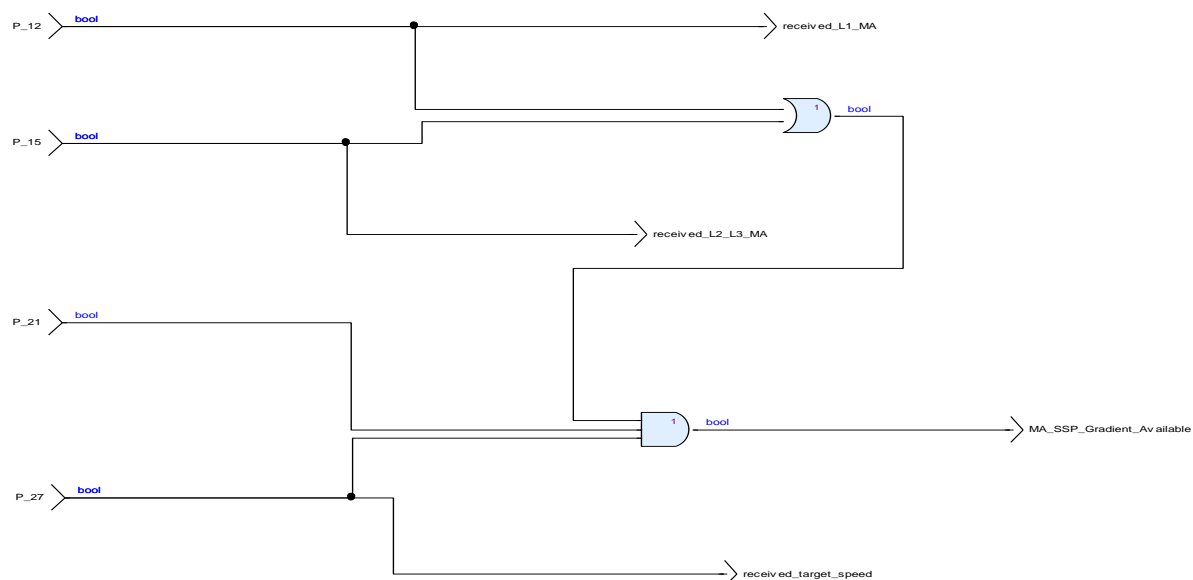 bool
P_12
received_L1_MA
1
bool
bool
P_15
received_L2_L3_MA
bool
P_21
1
bool
MA_SSP_Gradient_Available
bool
P_27
received_target_speed